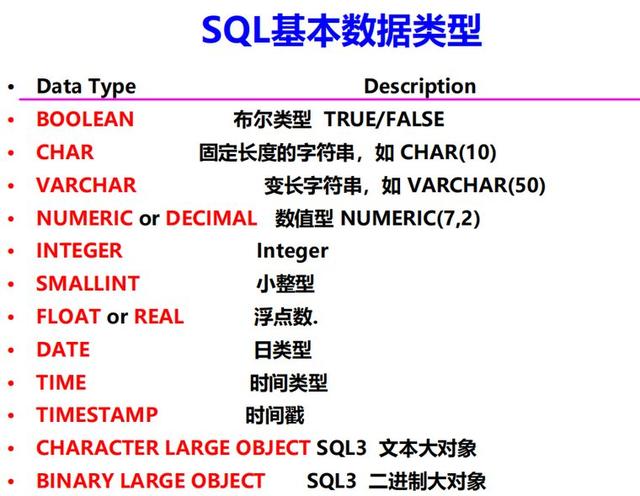 SQL基本数据类型
• Data Type Description
• BOOLEAN 布尔类型 TRUE/FALSE
• CHAR 固定长度的字符串，如 CHAR(10)
• VARCHAR 变长字符串，如 VARCHAR(50)
• NUMERIC or DECIMAL 数值型 NUMERIC(7,2)
• INTEGER Integer
• SMALLINT 小整型
• FLOAT or REAL 浮点数.
• DATE 日类型
• TIME 时间类型
• TIMESTAMP 时间戳
• CHARACTER LARGE OBJECT SQL3 文本大对象
• BINARY LARGE OBJECT SQL3 二进制大对象